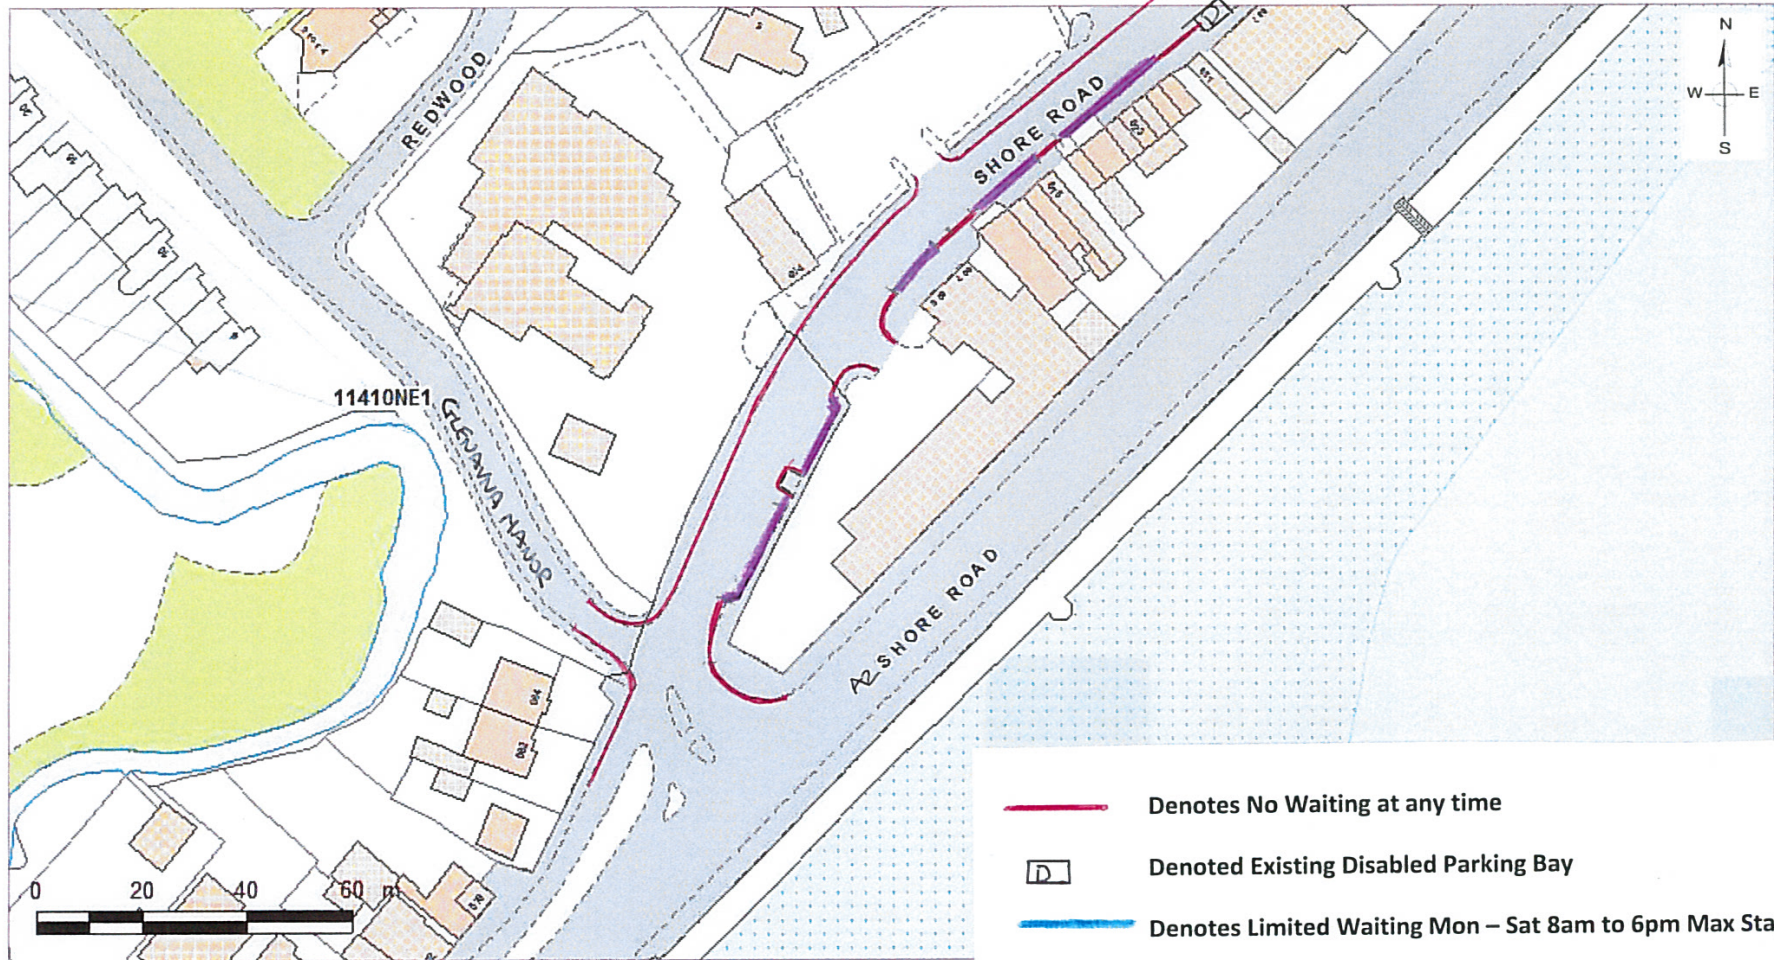 D
N
W E
S
REDWOOD
SHORE ROAD
11410NE1
GLENAVNA MANOR
A2 SHORE ROAD
0 20 40 60 m
Denotes No Waiting at any time
D
Denoted Existing Disabled Parking Bay
Denotes Limited Waiting Mon – Sat 8am to 6pm Max Sta